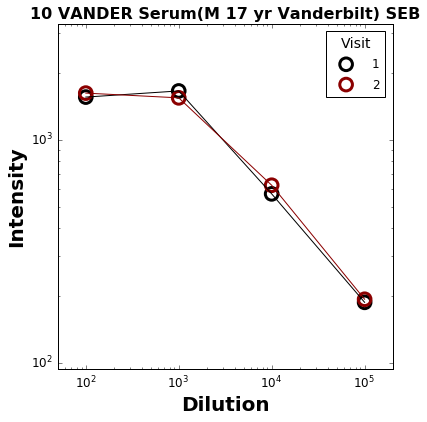 10 VANDER Serum(M 17 yr Vanderbilt) SEB
Visit
1
2
10³
10²
Intensity
10² 10³ 10⁴ 10⁵
Dilution